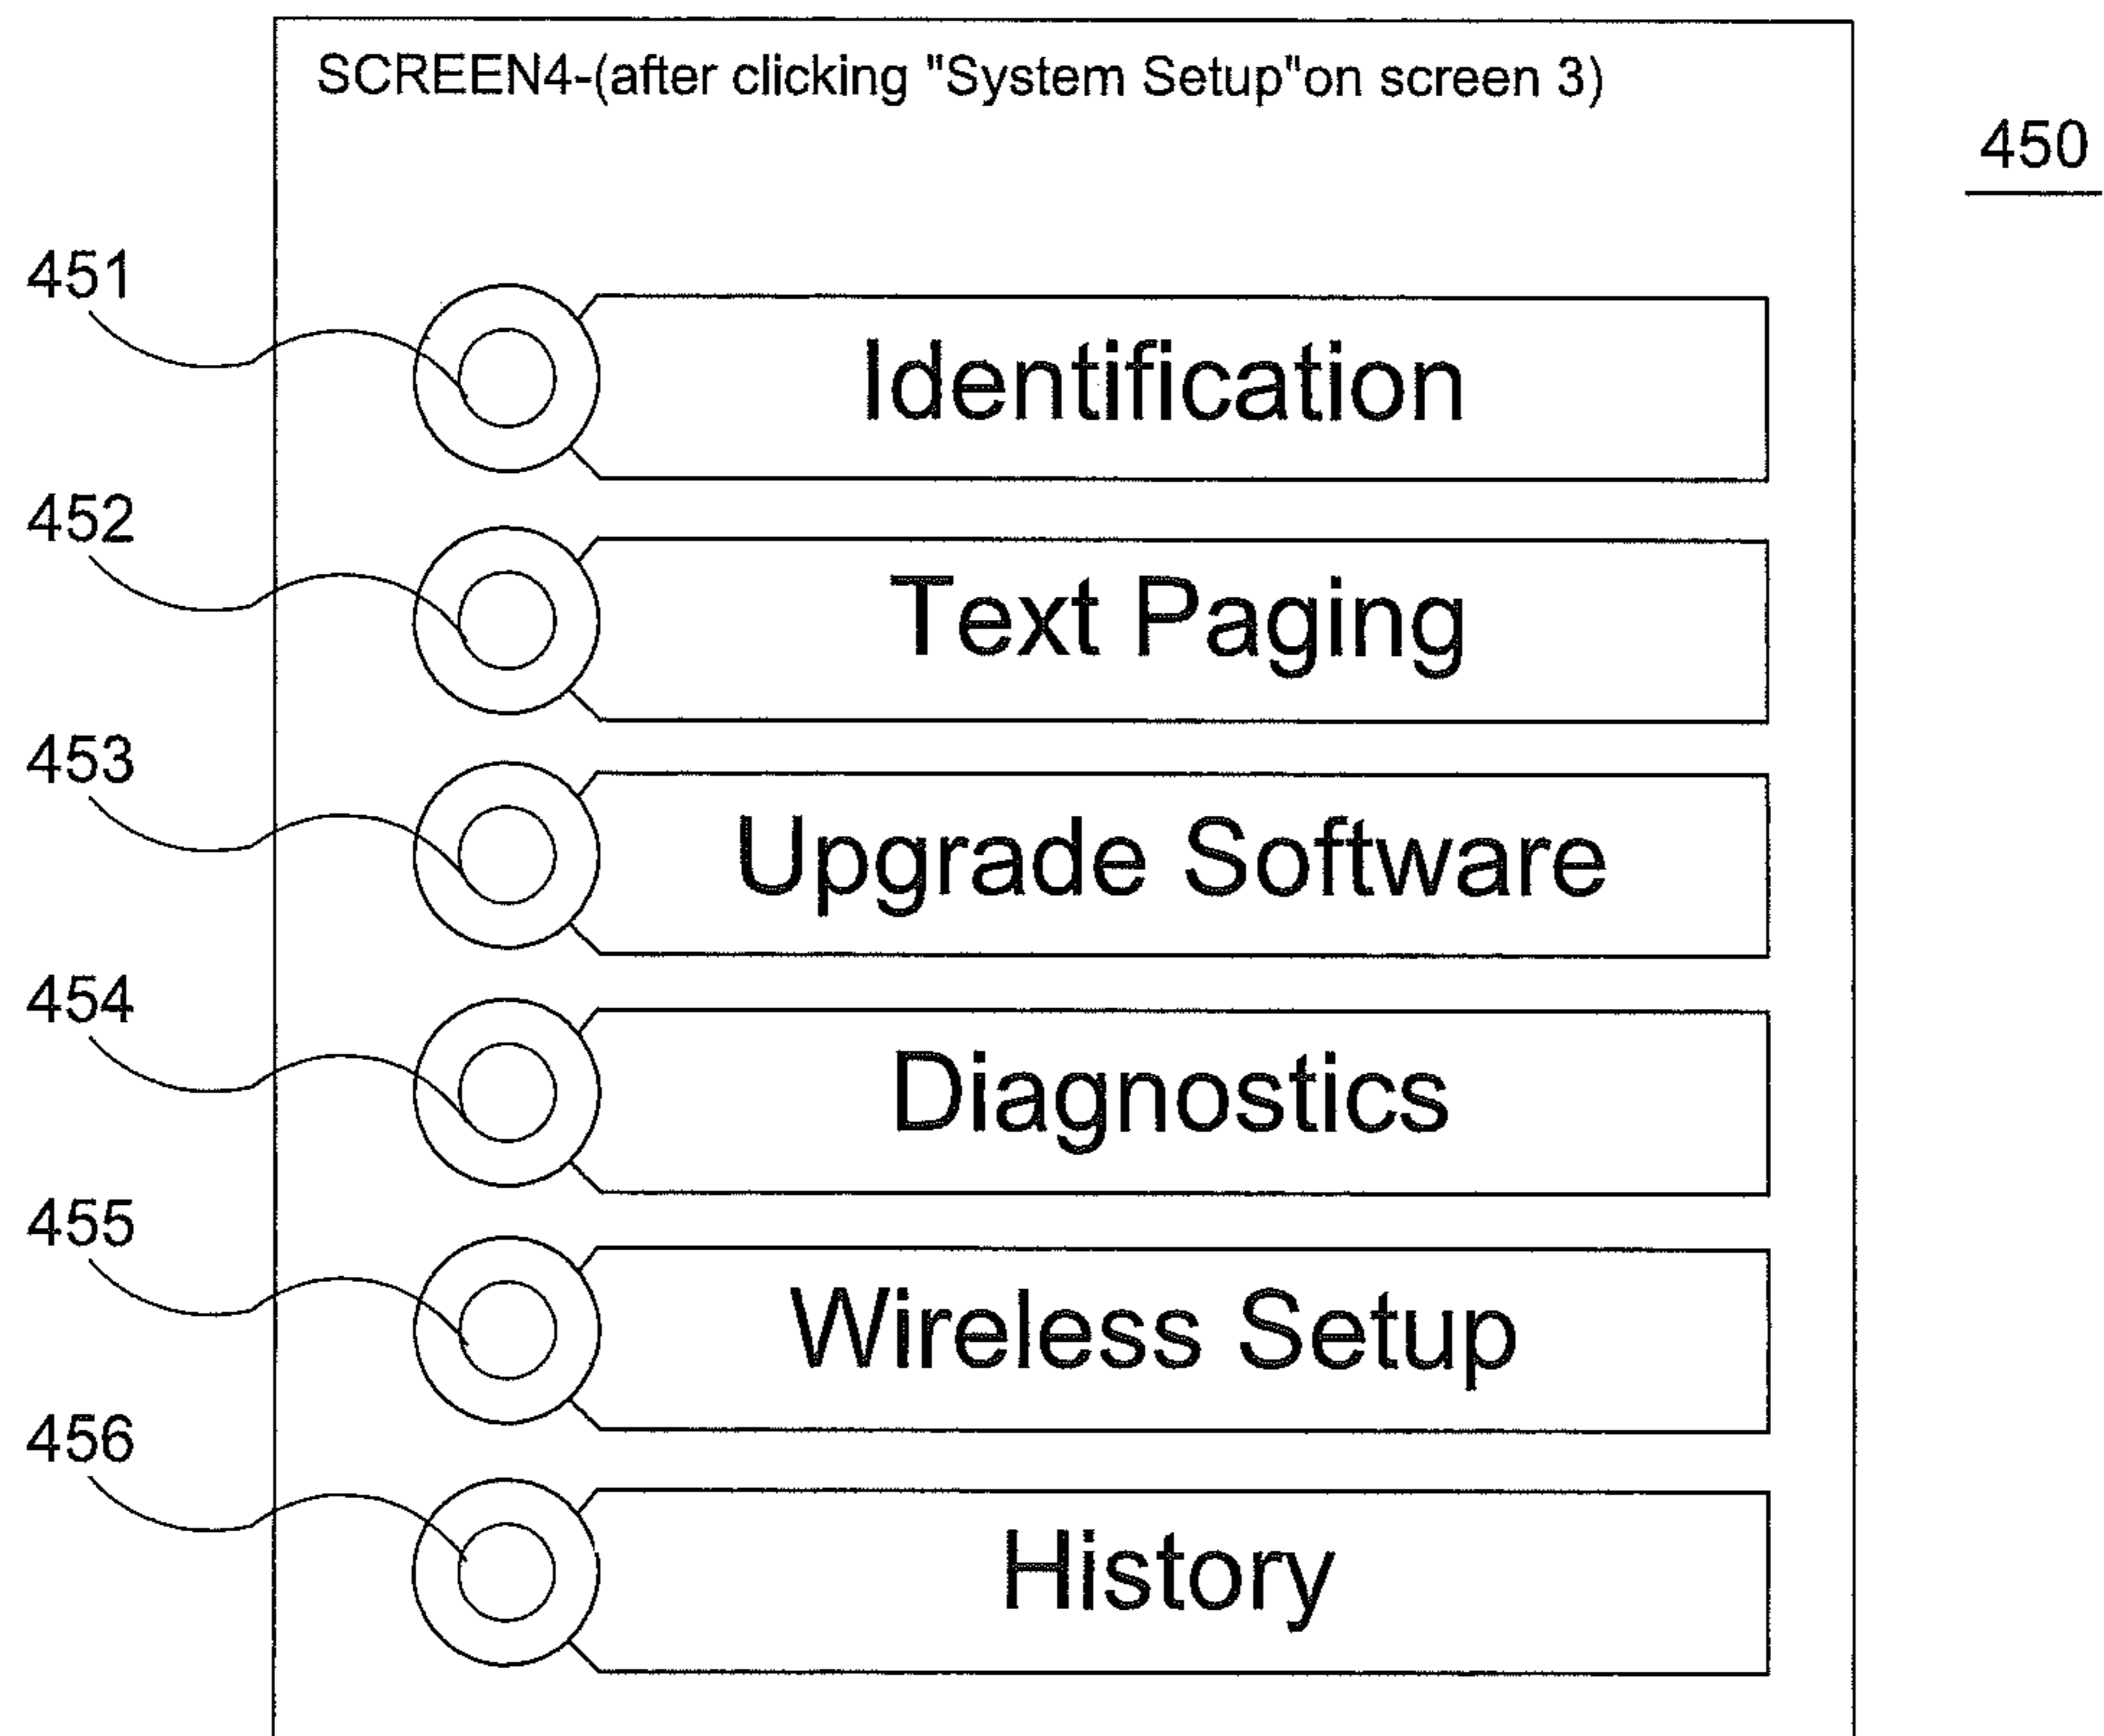 SCREEN4-(after clicking "System Setup"on screen 3)
450
451
Identification
452
Text Paging
453
Upgrade Software
454
Diagnostics
455
Wireless Setup
456
History